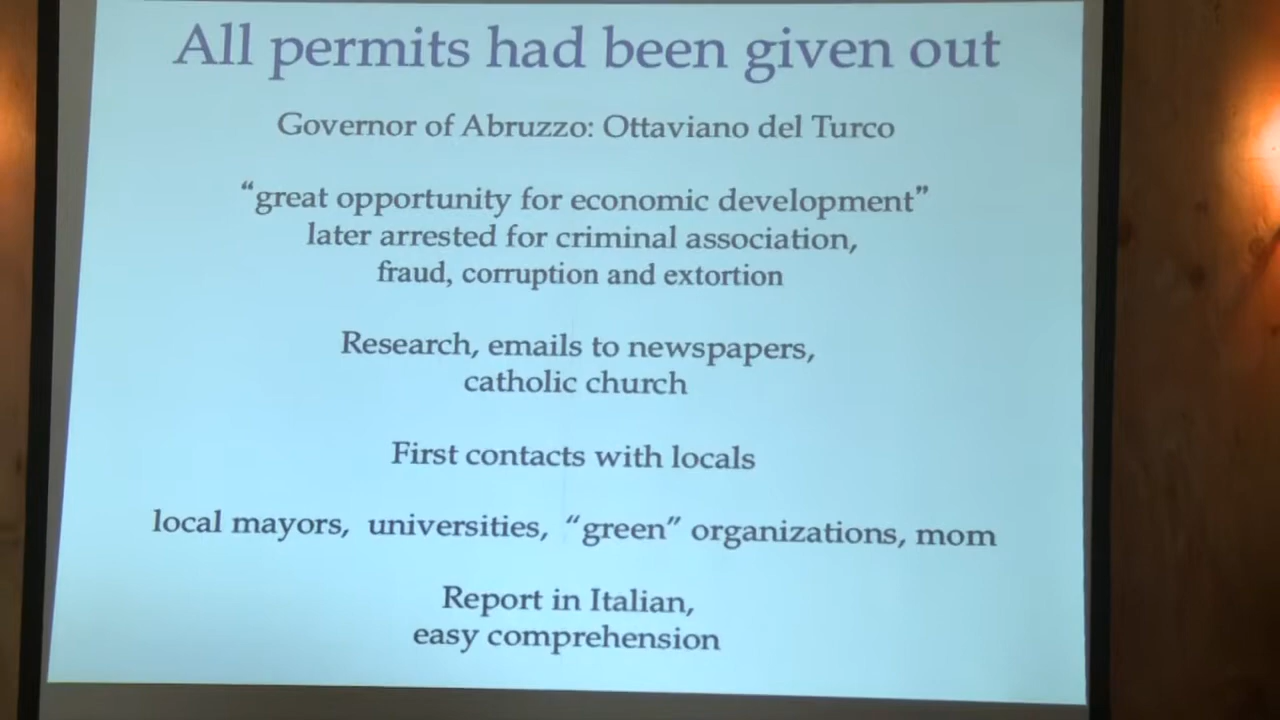 All permits had been given out
Governor of Abruzzo: Ottaviano del Turco
“great opportunity for economic development”
later arrested for criminal association,
fraud, corruption and extortion
Research, emails to newspapers,
catholic church
First contacts with locals
local mayors, universities, “green” organizations, mom
Report in Italian,
easy comprehension